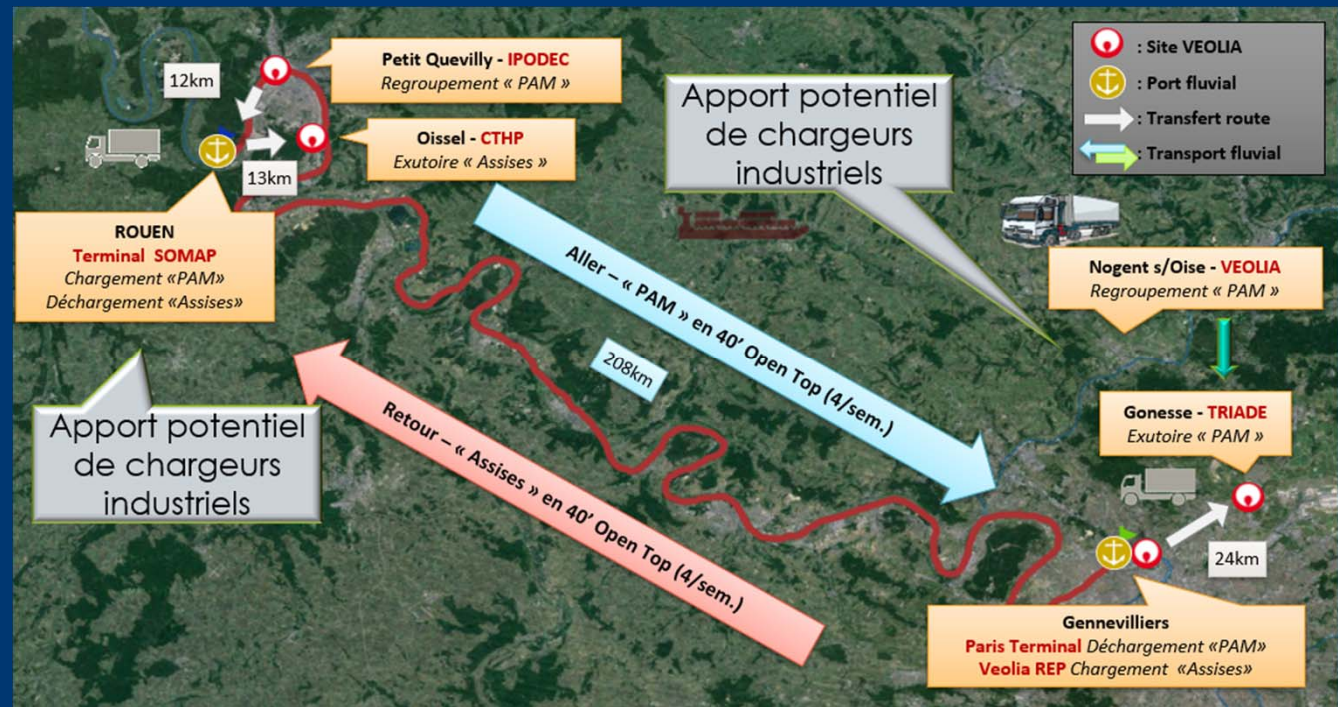 12km
Petit Quevilly - IPODEC
Regroupement « PAM »
Oissel - CTHP
Exutoire « Assises »
13km
ROUEN
Terminal SOMAP
Chargement «PAM»
Déchargement «Assises»
Apport potentiel
de chargeurs
industriels
Apport potentiel
de chargeurs
industriels
: Site VEOLIA
: Port fluvial
: Transfert route
: Transport fluvial
Aller – « PAM » en 40' Open Top (4/sem.)
208km
Retour – « Assises » en 40' Open Top (4/sem.)
Nogent s/Oise - VEOLIA
Regroupement « PAM »
Gonesse - TRIADE
Exutoire « PAM »
24km
Gennevilliers
Paris Terminal Déchargement «PAM»
Veolia REP Chargement «Assises»